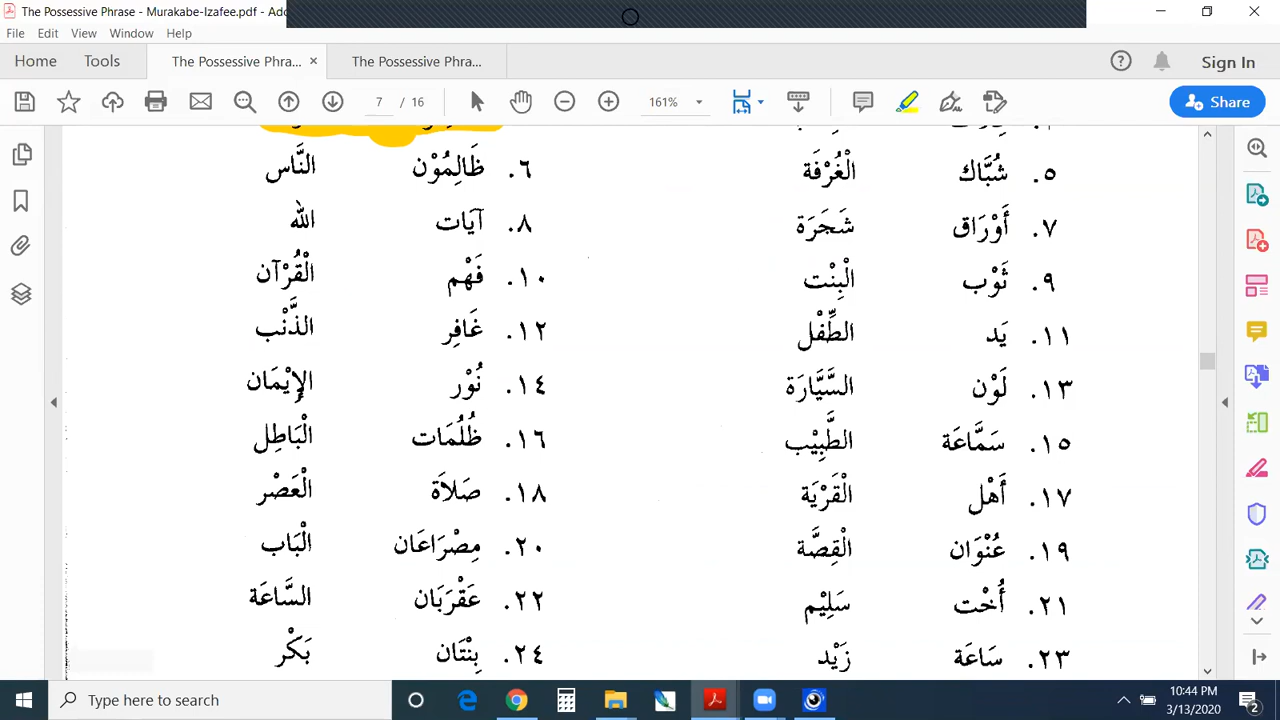 The Possessive Phrase - Murakabe-Izafee.pdf - Ado
File Edit View Window Help
Home Tools The Possessive Phra... × The Possessive Phra... Sign In
7 / 16 161% Share
٥. شُبَّاك الْغُرْفَة ٦. ظَالِمُوْن النَّاس
٧. أَوْرَاق شَجَرَة ٨. آيَات الله
٩. ثَوْب الْبِنْت ١٠. فَهْم الْقُرْآن
١١. يَد الطِّفْل ١٢. غَافِر الذَّنْب
١٣. لَوْن السَّيَّارَة ١٤. نُوْر الإِيْمَان
١٥. سَمَّاعَة الطَّبِيْب ١٦. ظُلُمَات الْبَاطِل
١٧. أَهْل الْقَرْيَة ١٨. صَلاَة الْعَصْر
١٩. عُنْوَان الْقِصَّة ٢٠. مِصْرَاعَان الْبَاب
٢١. أُخْت سَلِيْم ٢٢. عَقْرَبَان السَّاعَة
٢٣. سَاعَة زَيْد ٢٤. بِنْتَان بَكْر
Type here to search
10:44 PM
3/13/2020
2